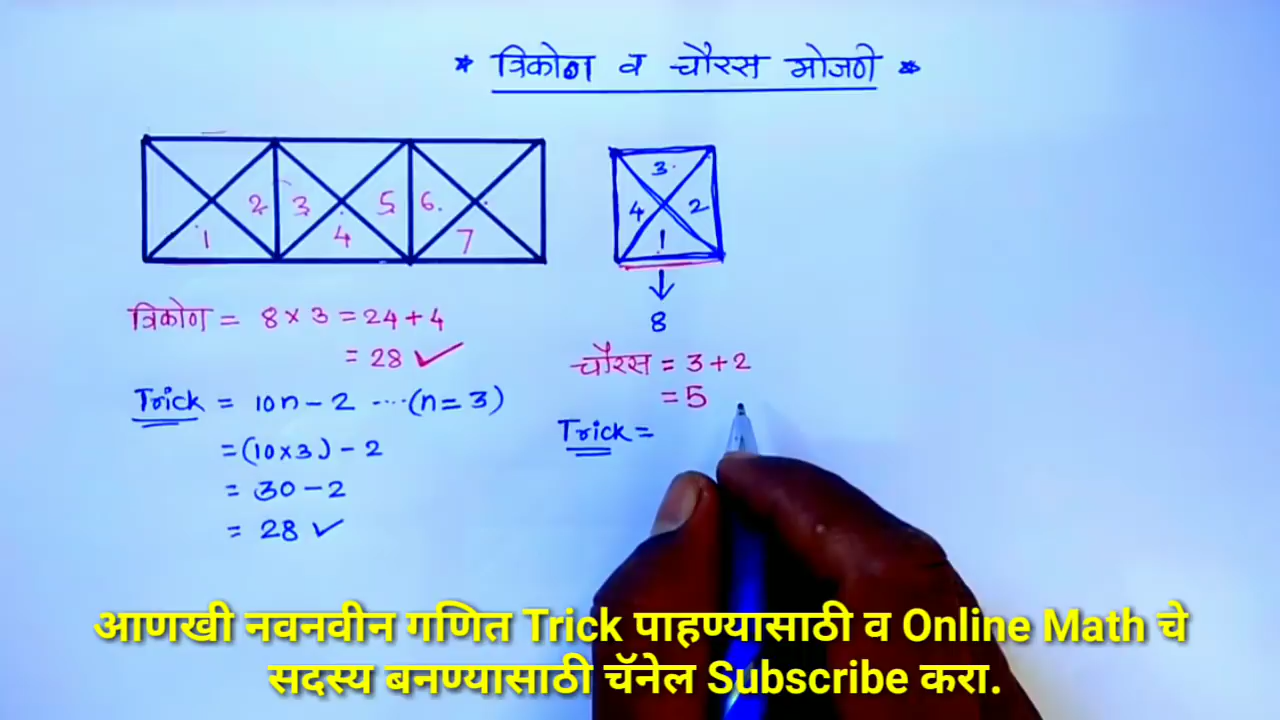 * त्रिकोण व चौरस मोजणी *
2 3 5 6
1 4 7
3
4 2
1
8
त्रिकोण = 8 x 3 = 24 + 4
= 28 ✓
Trick = 10n - 2 ....(n = 3)
= (10x3) - 2
= 30 - 2
= 28 ✓
चौरस = 3 + 2
= 5
Trick =
आणखी नवनवीन गणित Trick पाहण्यासाठी व Online Math चे
सदस्य बनण्यासाठी चॅनेल Subscribe करा.